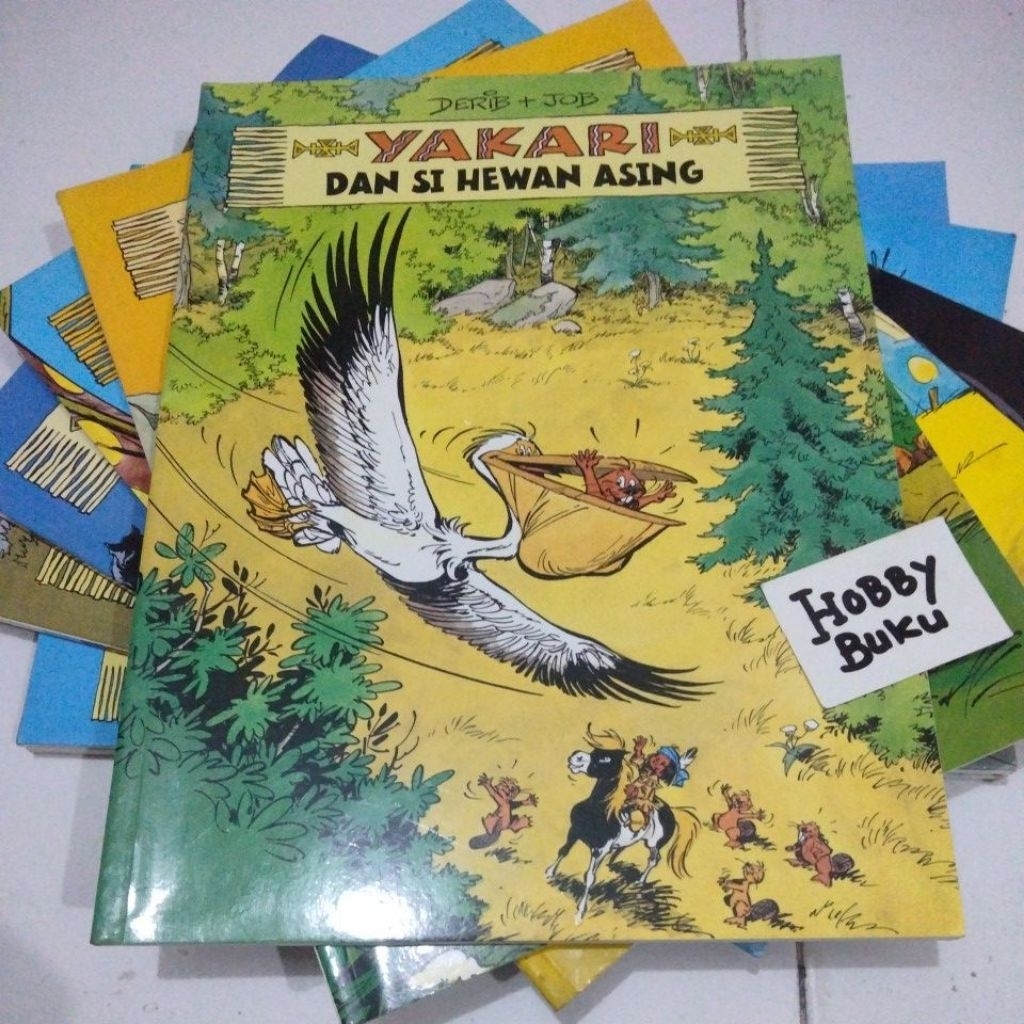 DERIB + JOB
YAKARI
DAN SI HEWAN ASING
HOBBY
BUKU